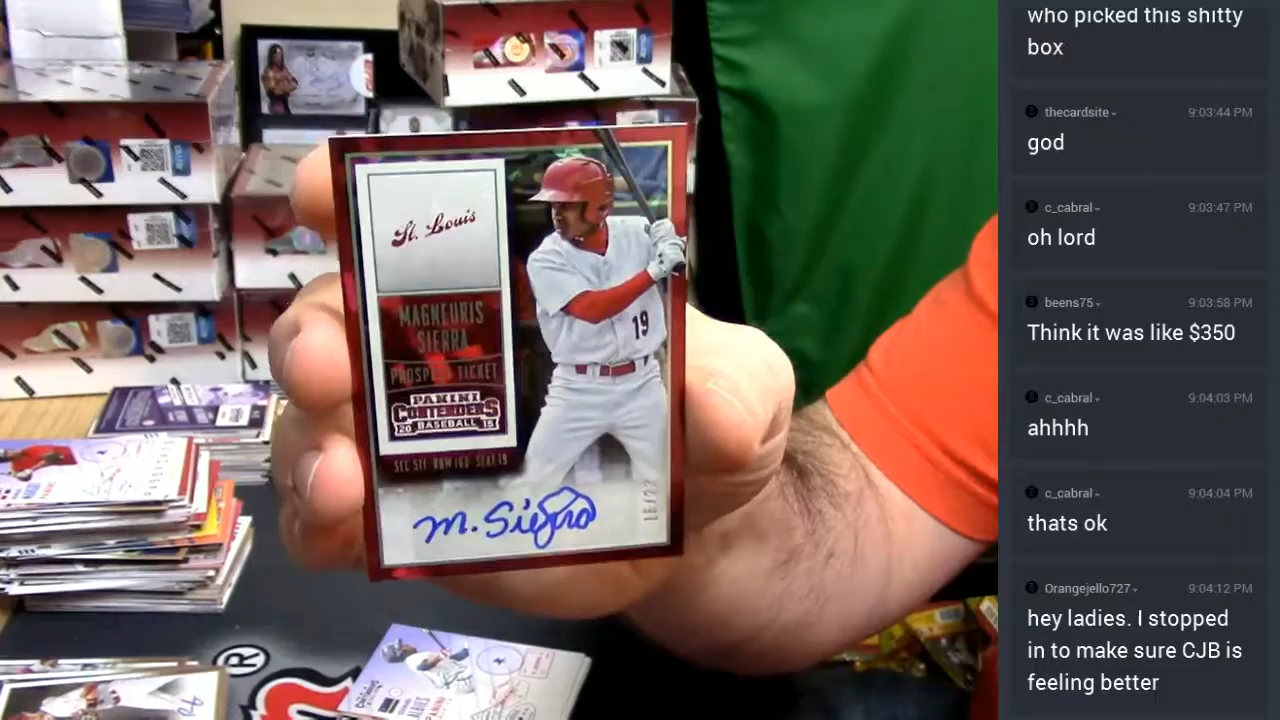 St. Louis
MAGNEURIS
SIERRA
PROSPECT TICKET
PANINI
CONTENDERS
20 BASEBALL 15
19
M. Sierra
®
who picked this shitty
box
thecardsite 9:03:44 PM
god
c_cabral 9:03:47 PM
oh lord
beens75 9:03:58 PM
Think it was like $350
c_cabral 9:04:03 PM
ahhhh
c_cabral 9:04:04 PM
thats ok
Orangejello727 9:04:12 PM
hey ladies. I stopped
in to make sure CJB is
feeling better